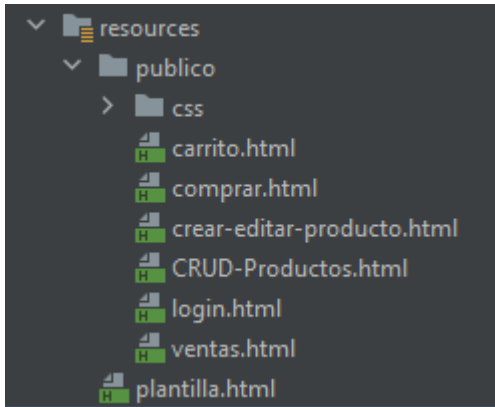 resources
publico
css
carrito.html
comprar.html
crear-editar-producto.html
CRUD-Productos.html
login.html
ventas.html
plantilla.html